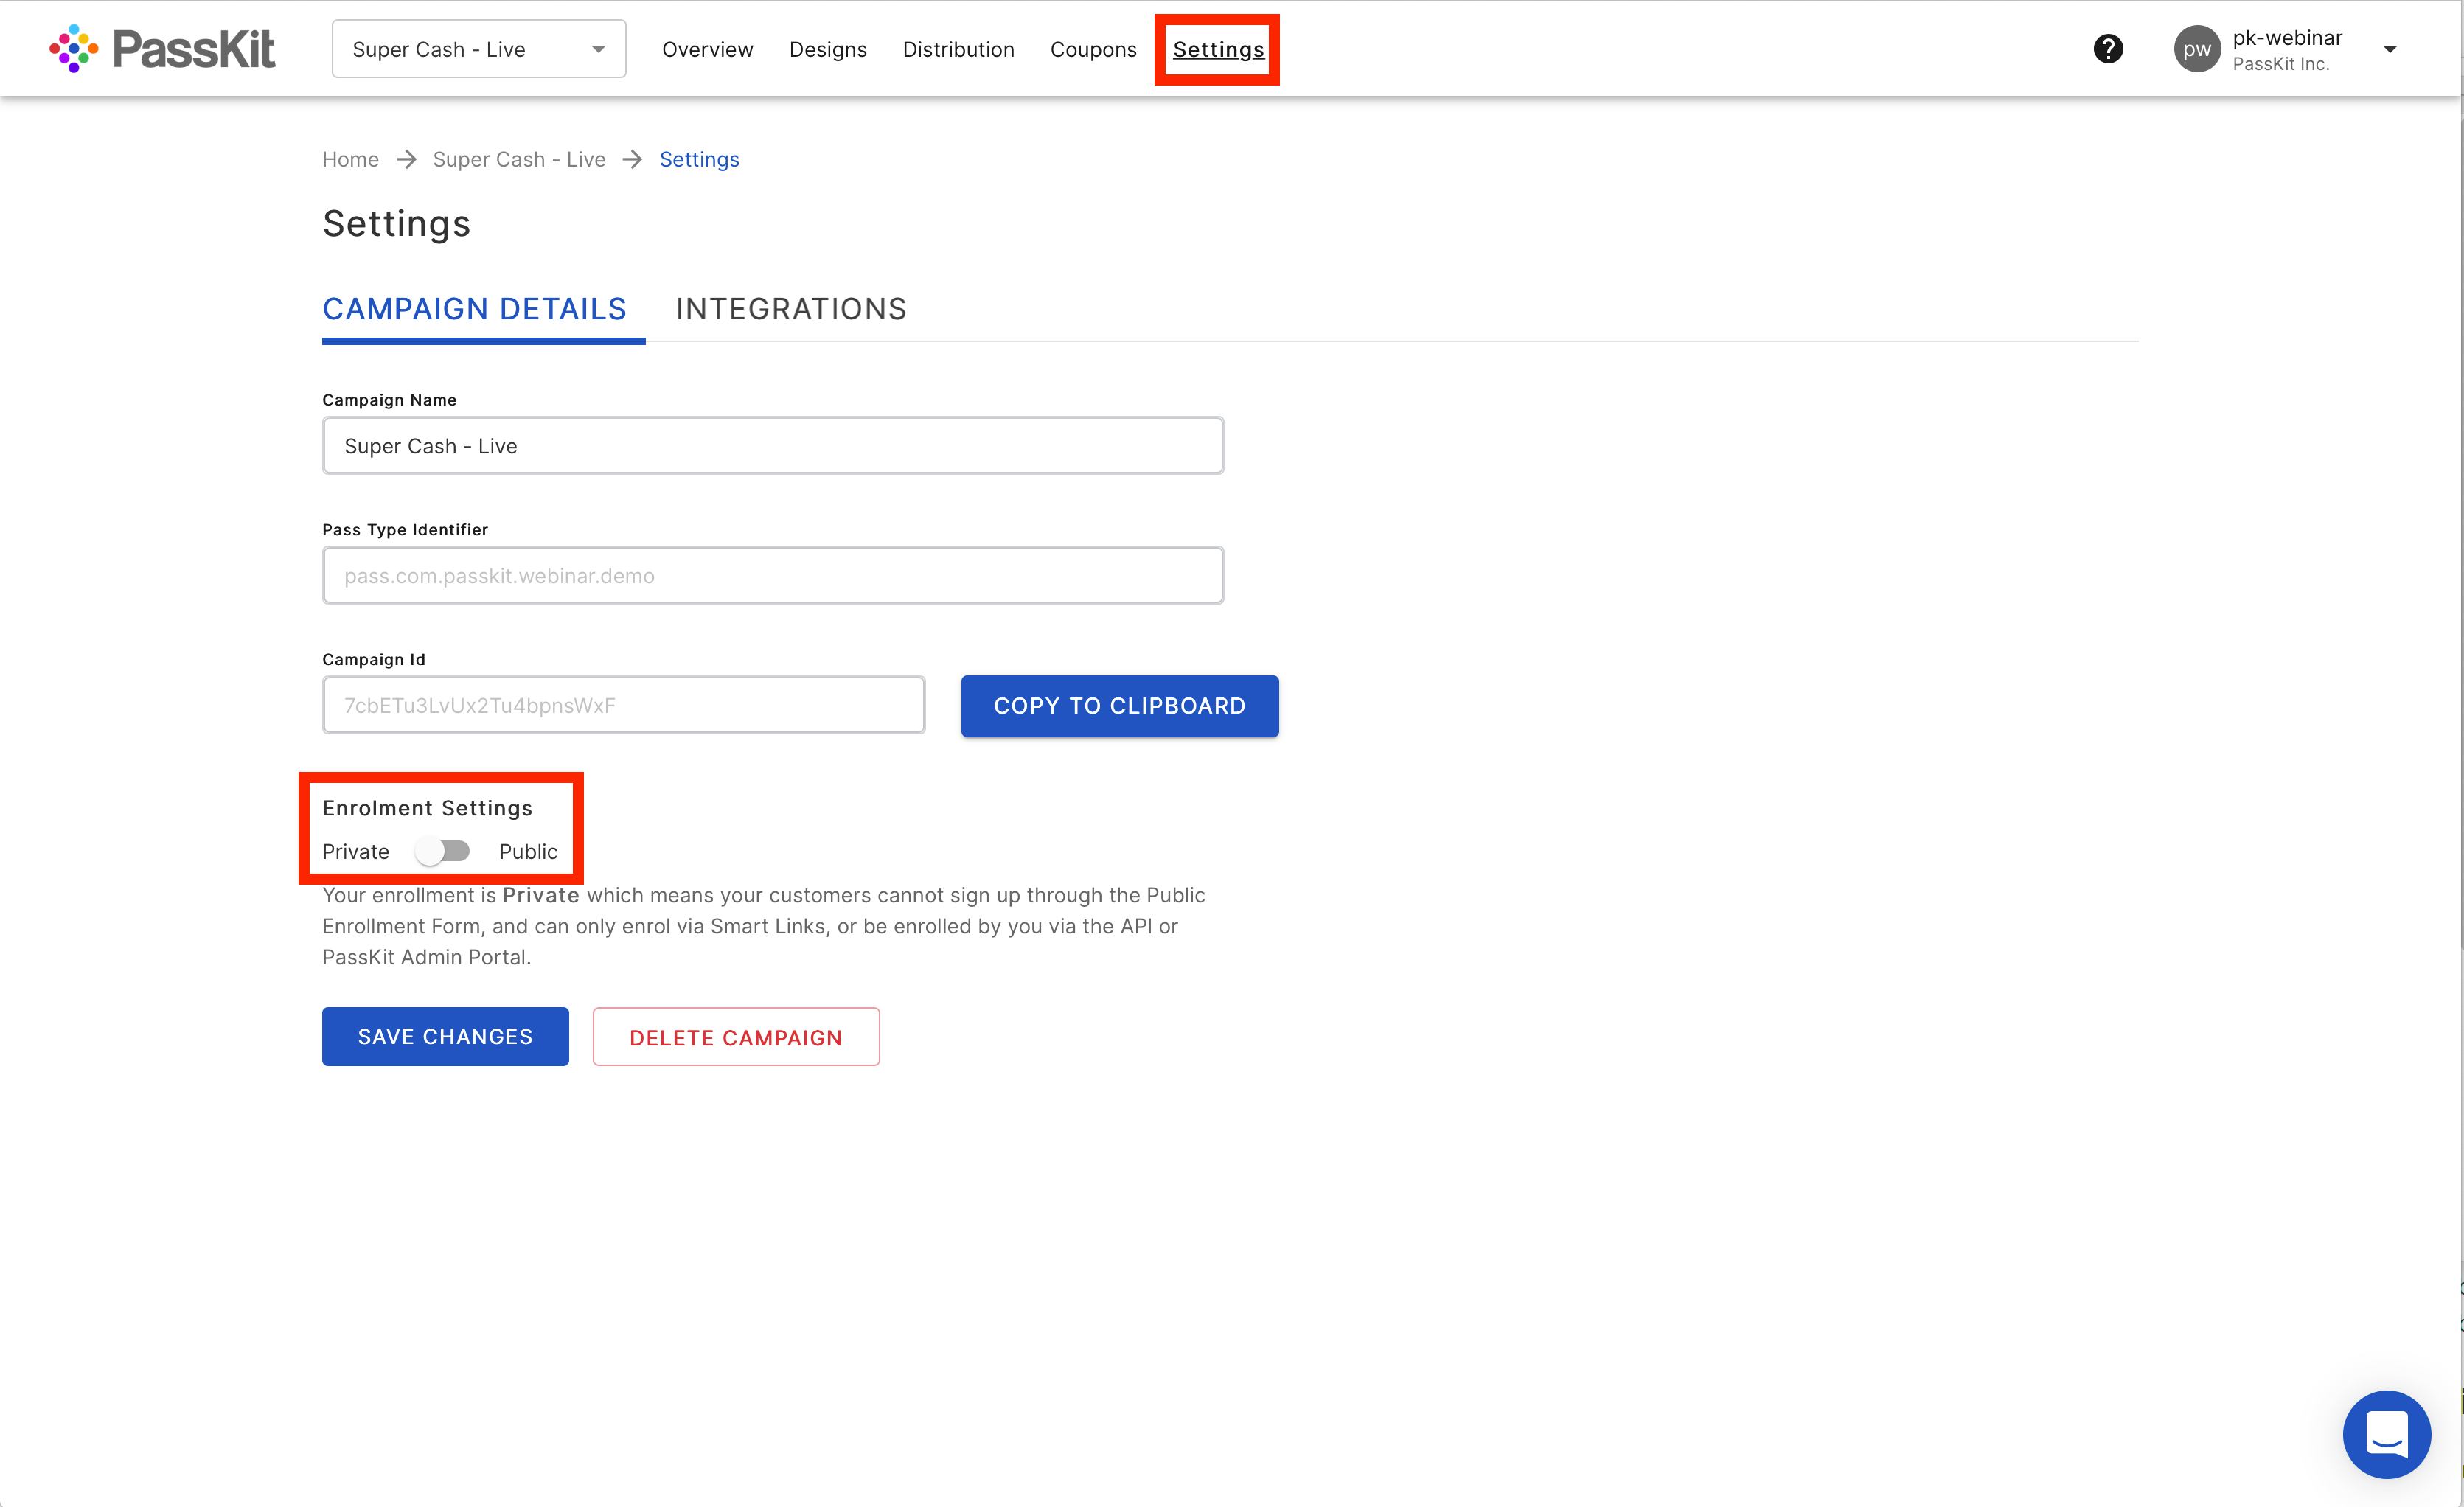 PassKit
Super Cash - Live
Overview
Designs
Distribution
Coupons
Settings
?
pw
pk-webinar
PassKit Inc.
Home → Super Cash - Live → Settings
Settings
CAMPAIGN DETAILS
INTEGRATIONS
Campaign Name
Super Cash - Live
Pass Type Identifier
pass.com.passkit.webinar.demo
Campaign Id
7cbETu3LvUx2Tu4bpnsWxF
COPY TO CLIPBOARD
Enrolment Settings
Private
Public
Your enrollment is Private which means your customers cannot sign up through the Public
Enrollment Form, and can only enrol via Smart Links, or be enrolled by you via the API or
PassKit Admin Portal.
SAVE CHANGES
DELETE CAMPAIGN